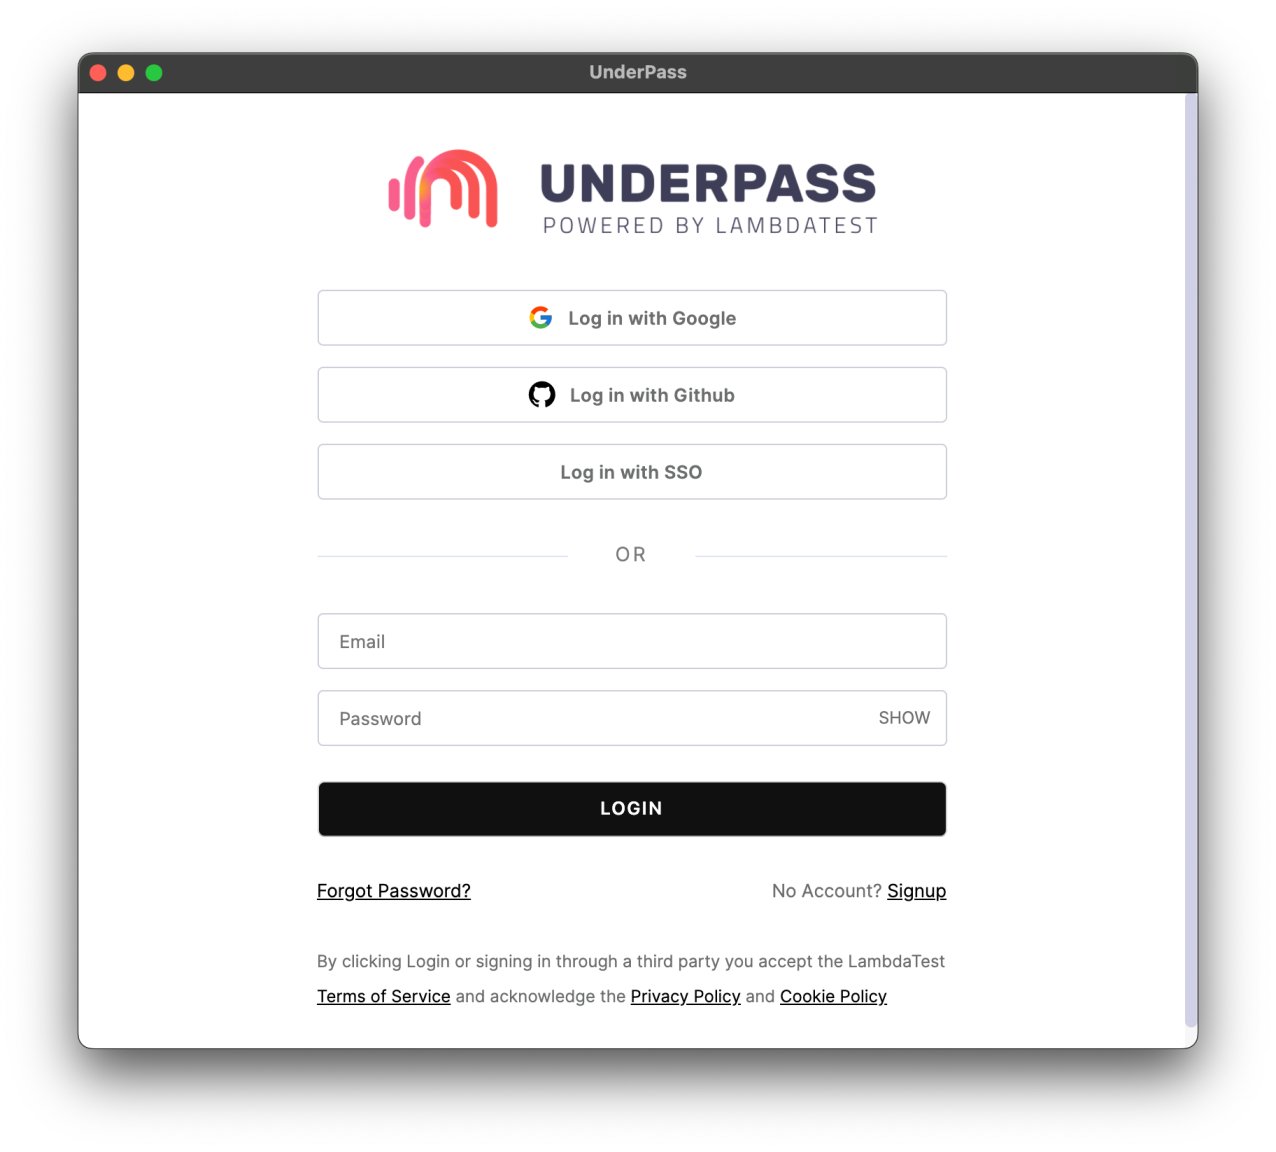 UnderPass
UNDERPASS
POWERED BY LAMBDATEST
Log in with Google
Log in with Github
Log in with SSO
OR
Email
Password SHOW
LOGIN
Forgot Password? No Account? Signup
By clicking Login or signing in through a third party you accept the LambdaTest
Terms of Service and acknowledge the Privacy Policy and Cookie Policy